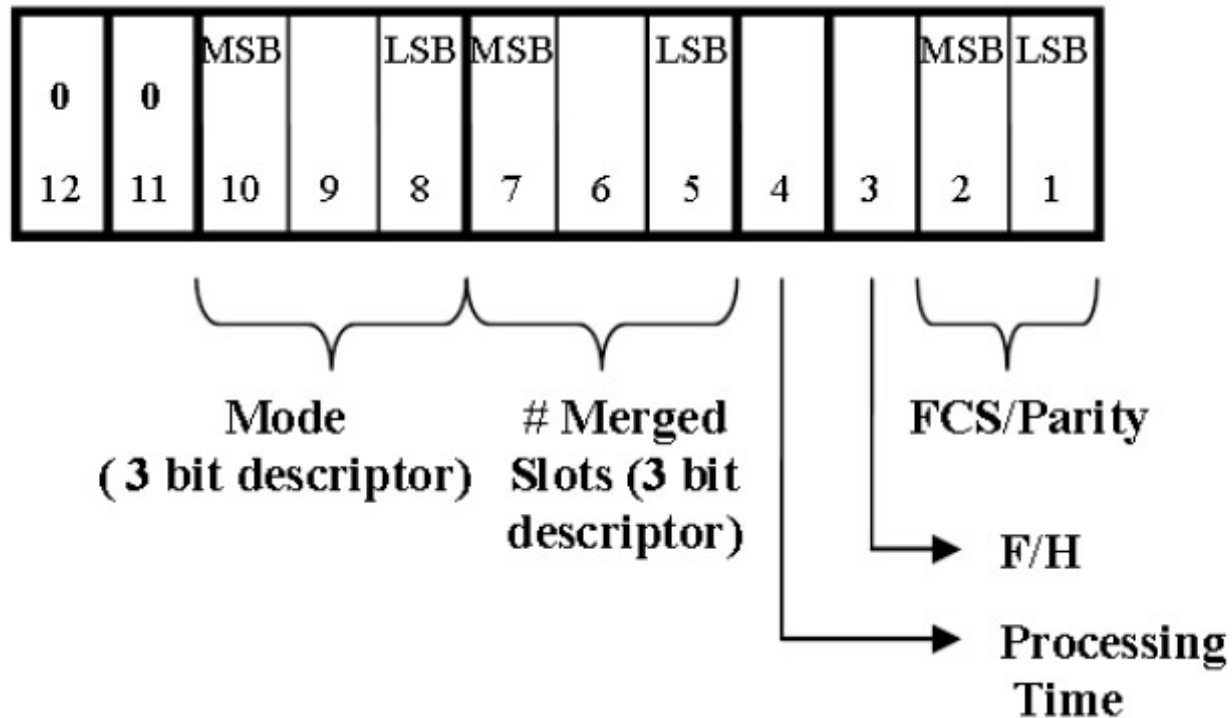 MSB LSB MSB LSB MSB LSB
0 0
12 11 10 9 8 7 6 5 4 3 2 1
Mode
( 3 bit descriptor)
# Merged
Slots (3 bit
descriptor)
FCS/Parity
F/H
Processing
Time